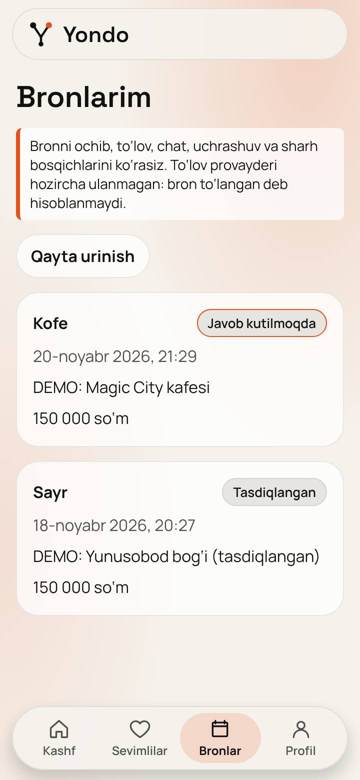 Yondo
Bronlarim
Bronni ochib, to‘lov, chat, uchrashuv va sharh
bosqichlarini ko‘rasiz. To‘lov provayderi
hozircha ulanmagan: bron to‘langan deb
hisoblanmaydi.
Qayta urinish
Kofe
Javob kutilmoqda
20-noyabr 2026, 21:29
DEMO: Magic City kafesi
150 000 so‘m
Sayr
Tasdiqlangan
18-noyabr 2026, 20:27
DEMO: Yunusobod bog‘i (tasdiqlangan)
150 000 so‘m
Kashf
Sevimlilar
Bronlar
Profil